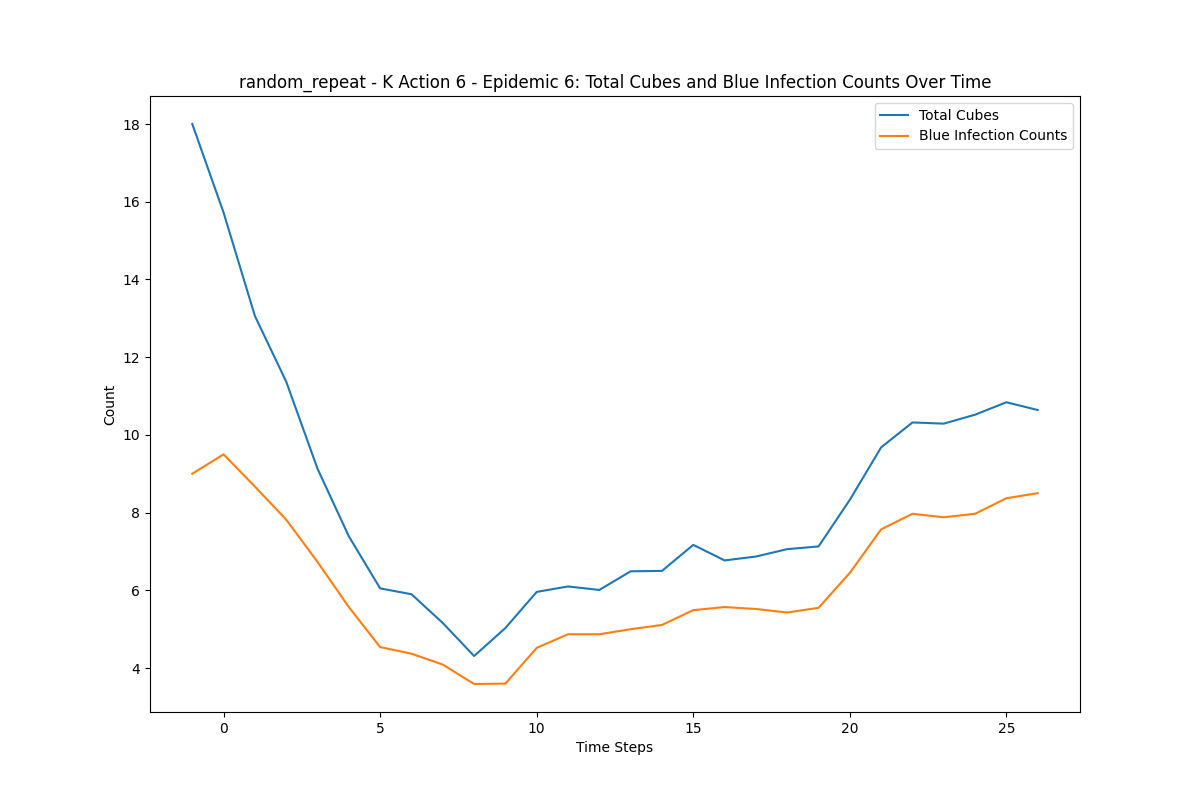 random_repeat - K Action 6 - Epidemic 6: Total Cubes and Blue Infection Counts Over Time
Total Cubes
Blue Infection Counts
18
16
14
12
10
8
6
4
Count
0 5 10 15 20 25
Time Steps